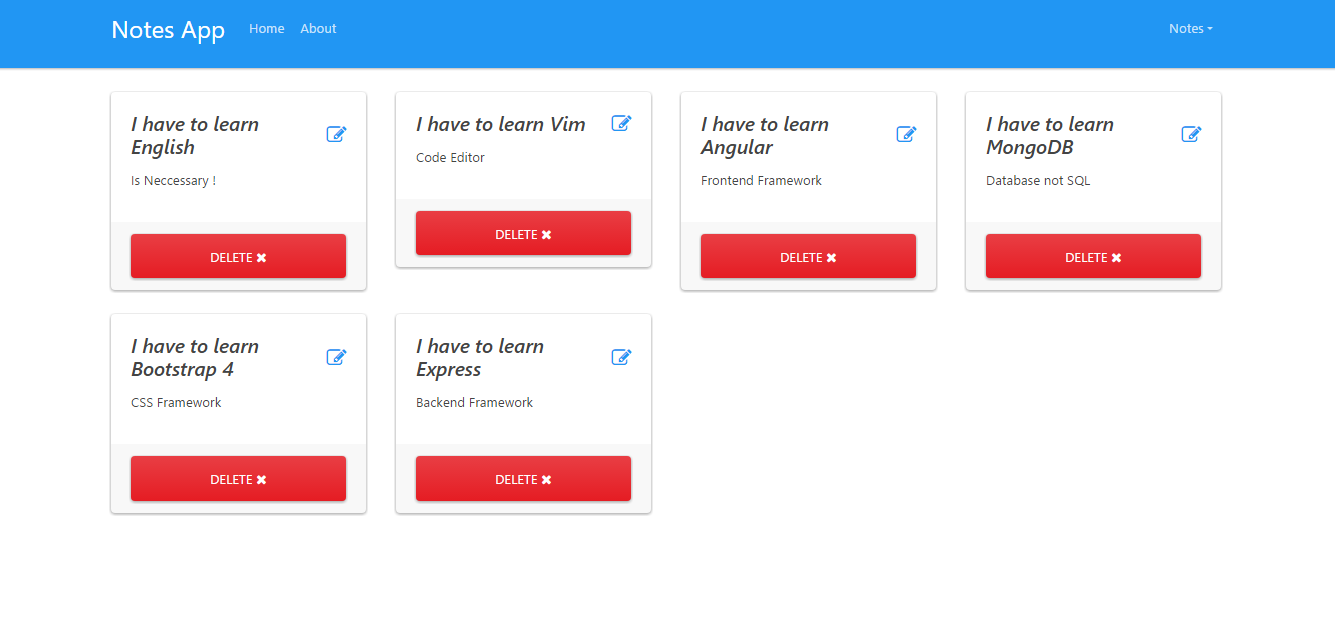 Notes App Home About Notes
I have to learn
English
Is Neccessary !
DELETE
I have to learn Vim
Code Editor
DELETE
I have to learn
Angular
Frontend Framework
DELETE
I have to learn
MongoDB
Database not SQL
DELETE
I have to learn
Bootstrap 4
CSS Framework
DELETE
I have to learn
Express
Backend Framework
DELETE